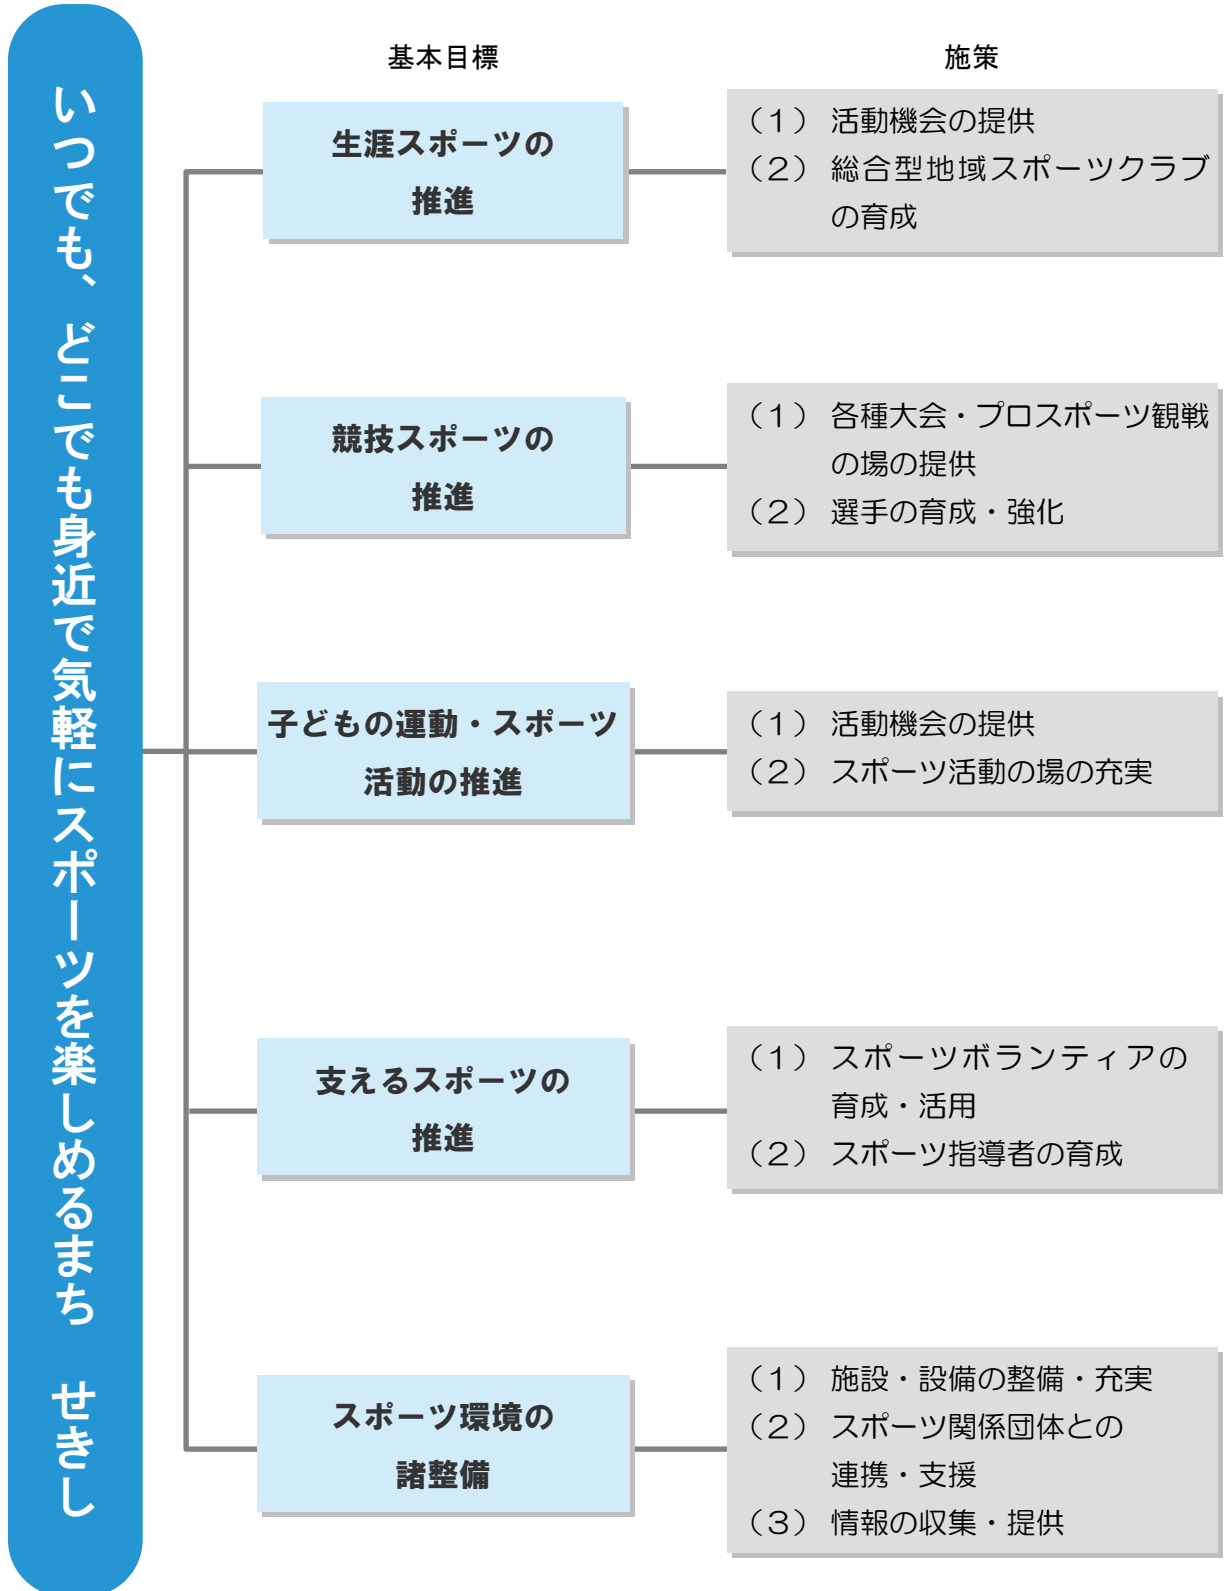 いつでも、どこでも身近で気軽にスポーツを楽しめるまち　せきし
基本目標
施策
生涯スポーツの
推進
（１） 活動機会の提供
（２） 総合型地域スポーツクラブ
の育成
競技スポーツの
推進
（１） 各種大会・プロスポーツ観戦
の場の提供
（２） 選手の育成・強化
子どもの運動・スポーツ
活動の推進
（１） 活動機会の提供
（２） スポーツ活動の場の充実
支えるスポーツの
推進
（１） スポーツボランティアの
育成・活用
（２） スポーツ指導者の育成
スポーツ環境の
諸整備
（１） 施設・設備の整備・充実
（２） スポーツ関係団体との
連携・支援
（３） 情報の収集・提供